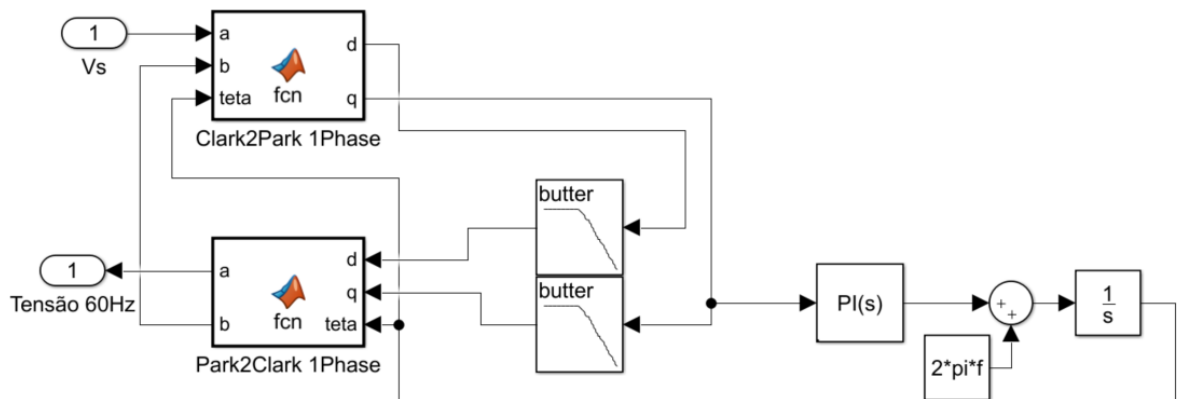 1
Vs
a
b
teta
fcn
d
q
Clark2Park 1Phase
butter
1
Tensão 60Hz
a
b
fcn
d
q
teta
Park2Clark 1Phase
butter
PI(s)
+
+
2*pi*f
1
s